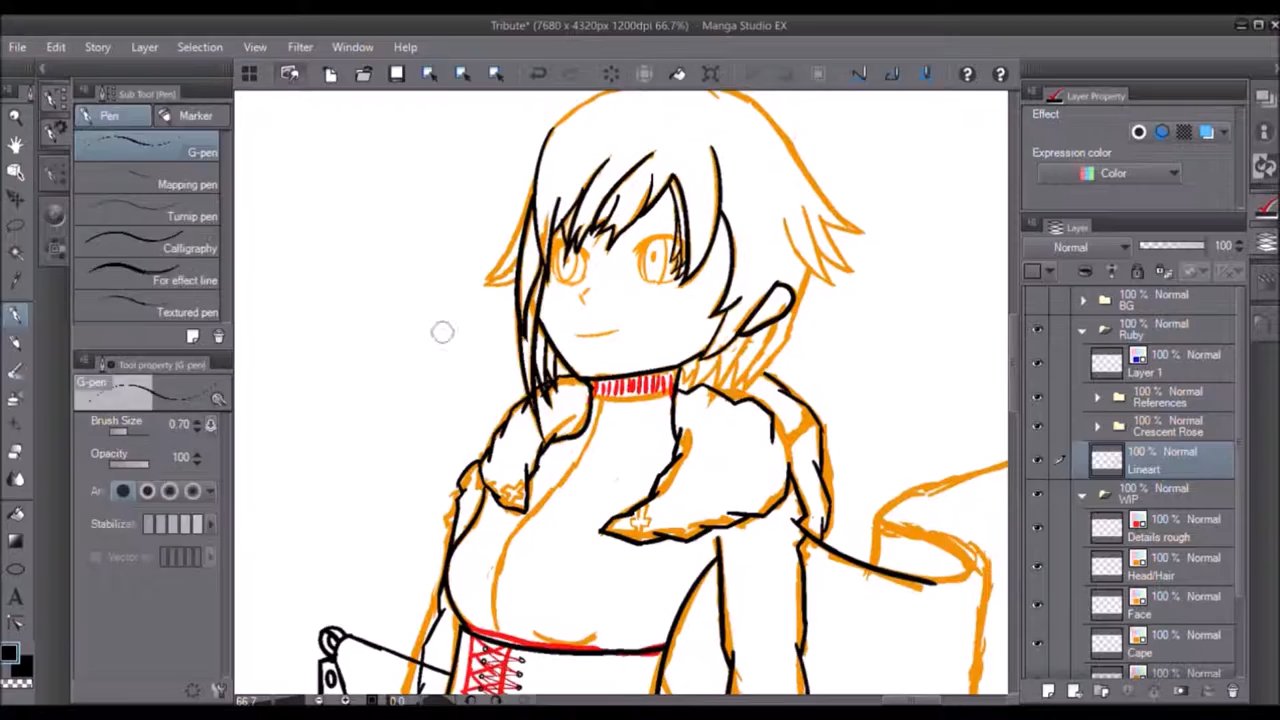 Tribute* (7680 x 4320px 1200dpi 66.7%) - Manga Studio EX
File Edit Story Layer Selection View Filter Window Help
Sub Tool [Pen]
Pen Marker
G-pen
Mapping pen
Turnip pen
Calligraphy
For effect line
Textured pen
Tool property [G-pen]
G-pen
Brush Size 0.70
Opacity 100
An
Stabilizat
Vector
A
Layer Property
Effect
Expression color
Color
Layer
Normal 100
100 % Normal
BG
100 % Normal
Ruby
100 % Normal
Layer 1
100 % Normal
References
100 % Normal
Crescent Rose
100 % Normal
Lineart
100 % Normal
WIP
100 % Normal
Details rough
100 % Normal
Head/Hair
100 % Normal
Face
100 % Normal
Cape
100 % Normal
66.7 0.0